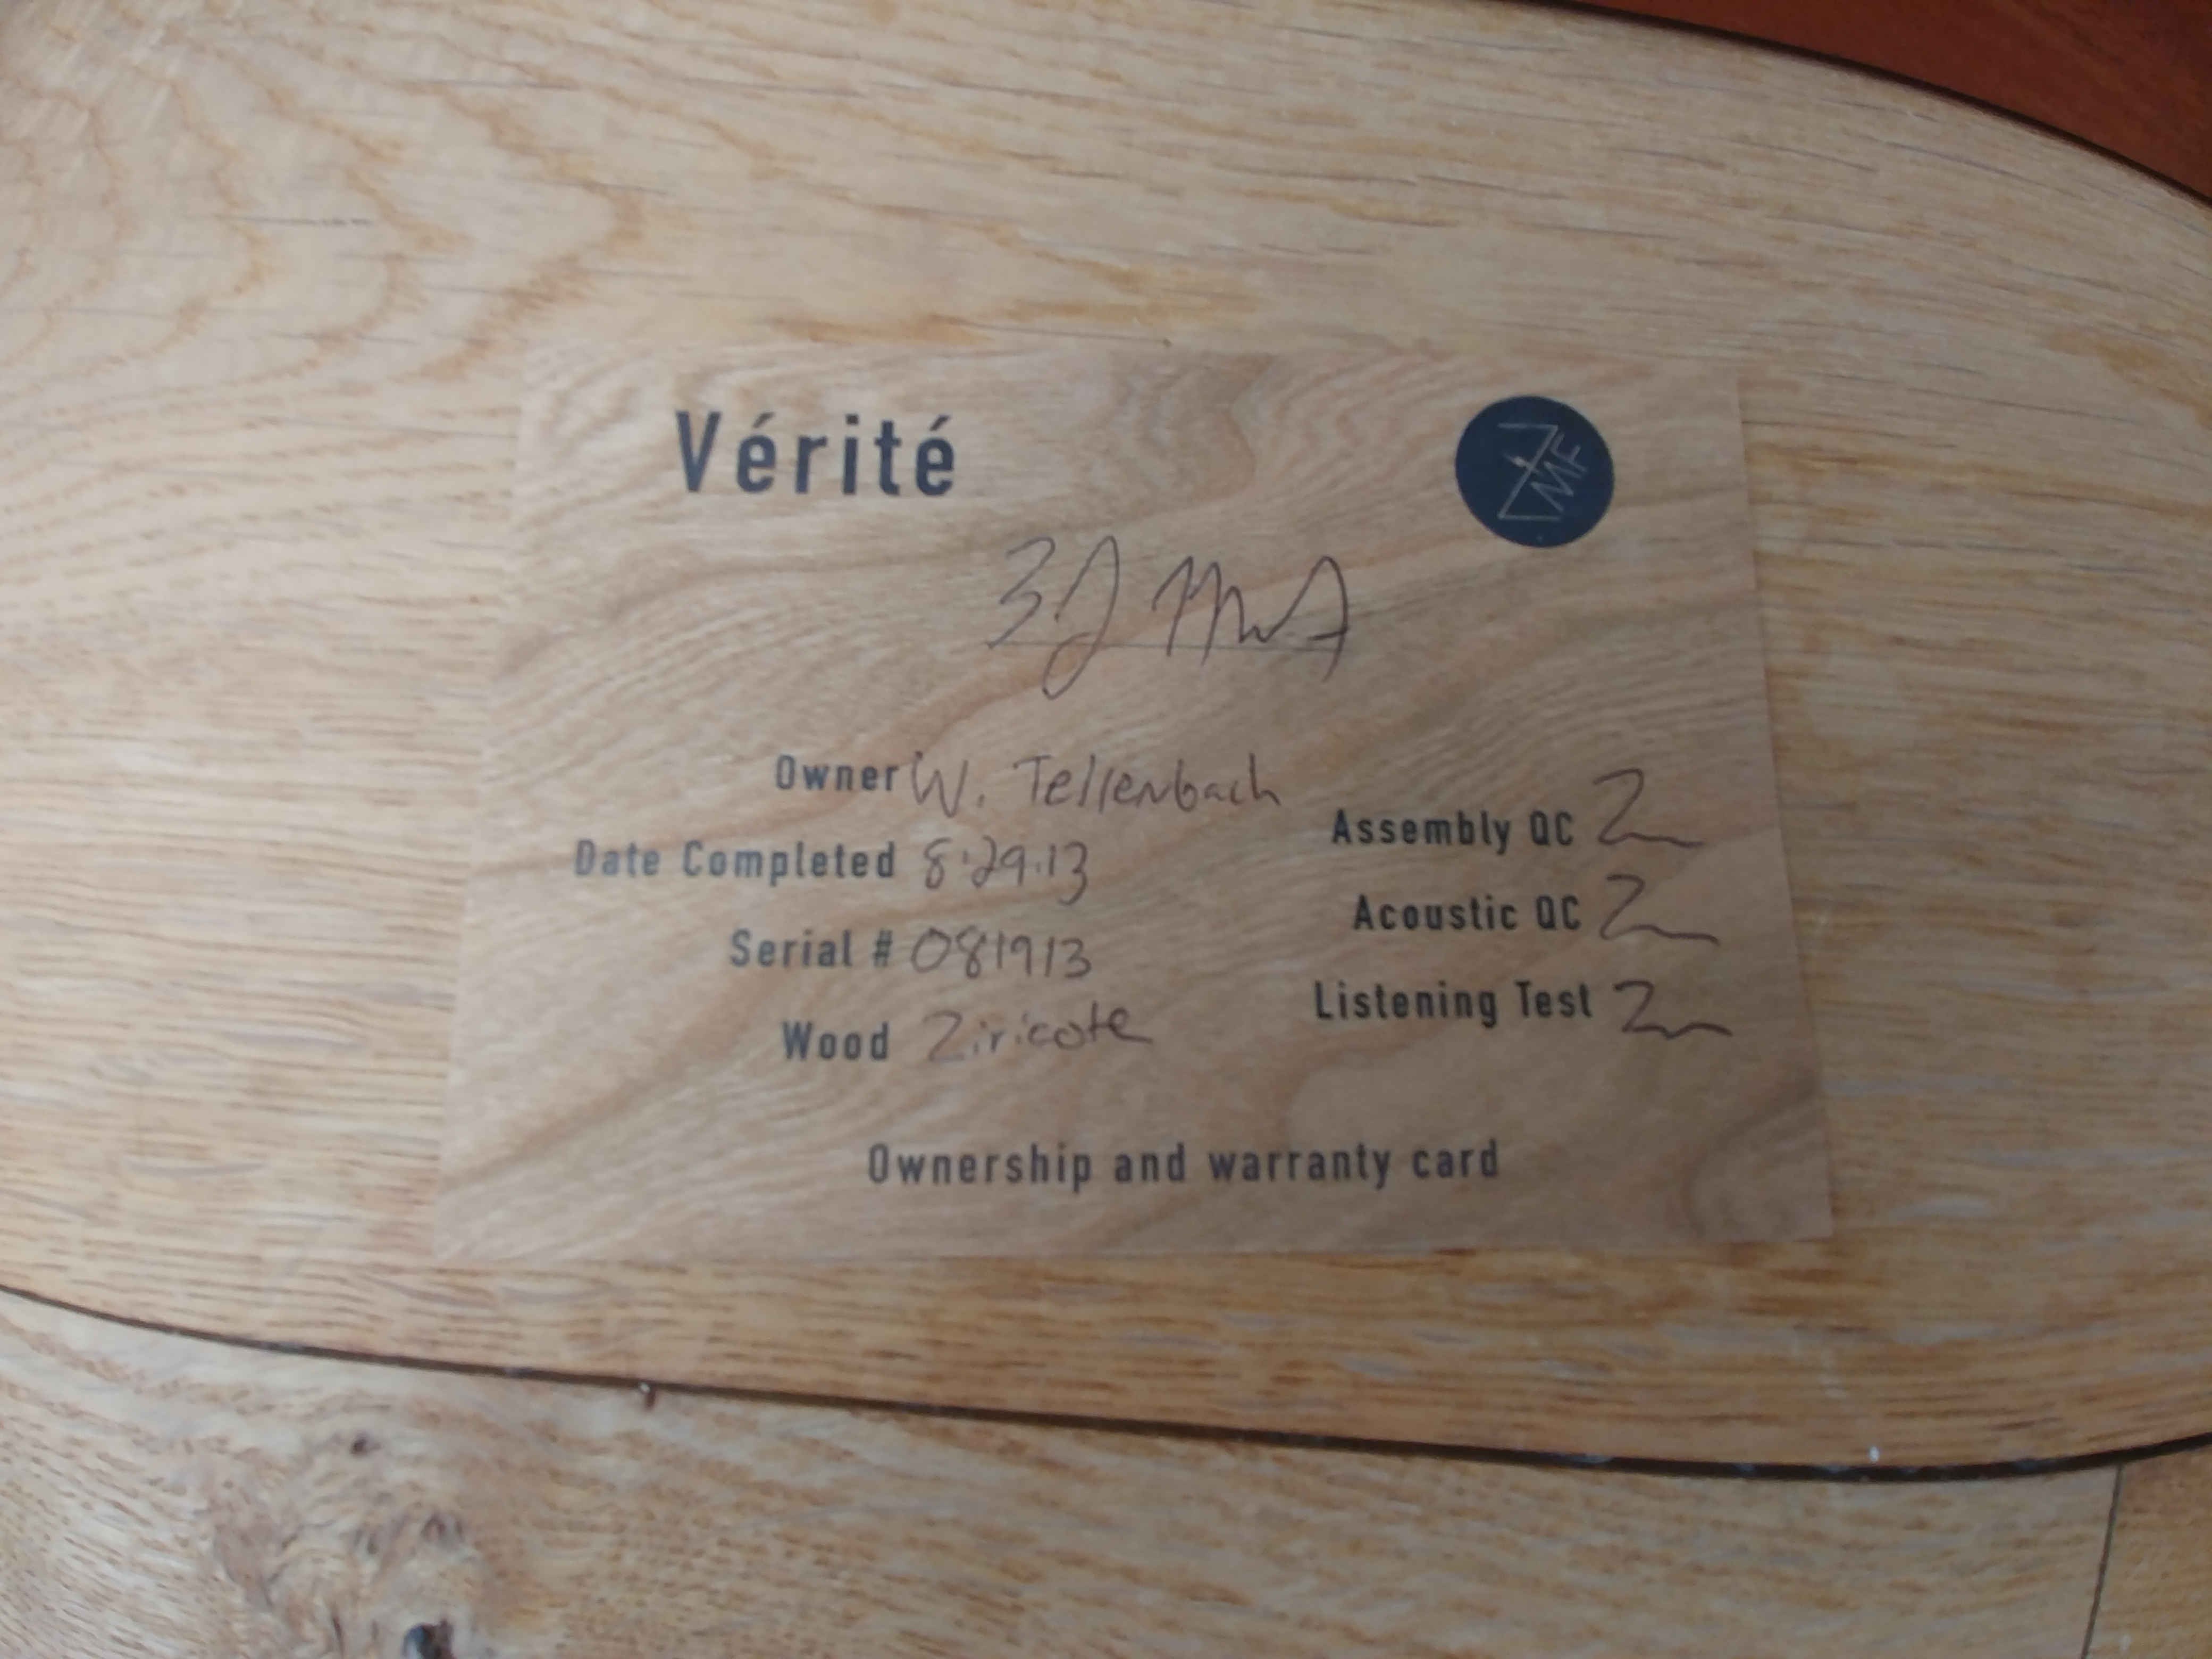 Vérité
ZMF
Owner W. Tellenbach
Date Completed 8.29.13
Serial # 081913
Wood Ziricote
Assembly QC
Acoustic QC
Listening Test
Ownership and warranty card